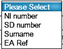 Please Select
NI number
SD number
Surname
EA Ref